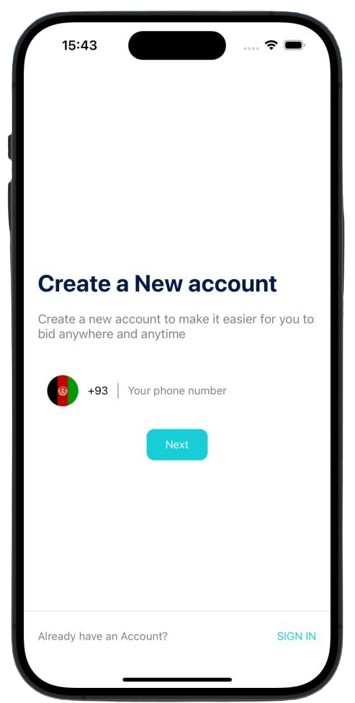 15:43
Create a New account
Create a new account to make it easier for you to
bid anywhere and anytime
+93
Your phone number
Next
Already have an Account?
SIGN IN